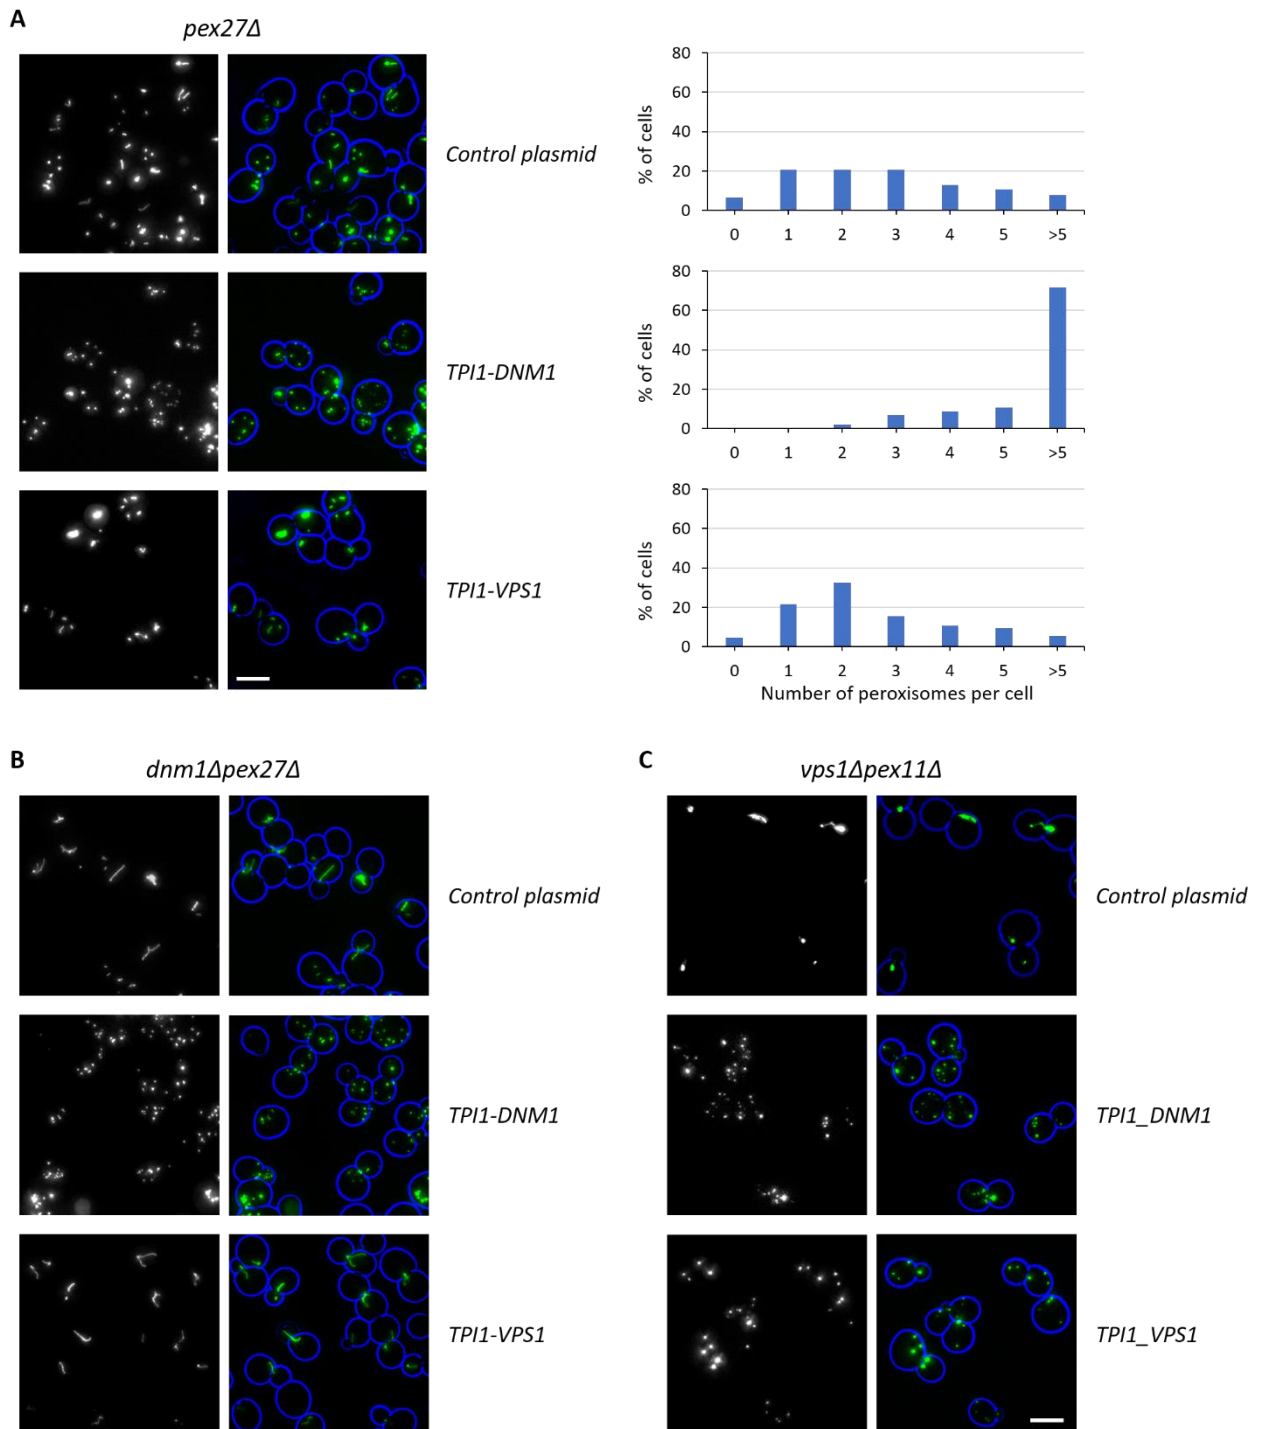 A
pex27Δ
Control plasmid
% of cells
80
60
40
20
0
0 1 2 3 4 5 >5
TPI1-DNM1
% of cells
80
60
40
20
0
0 1 2 3 4 5 >5
TPI1-VPS1
% of cells
80
60
40
20
0
0 1 2 3 4 5 >5
Number of peroxisomes per cell
B
dnm1Δpex27Δ
Control plasmid
TPI1-DNM1
TPI1-VPS1
C
vps1Δpex11Δ
Control plasmid
TPI1_DNM1
TPI1_VPS1